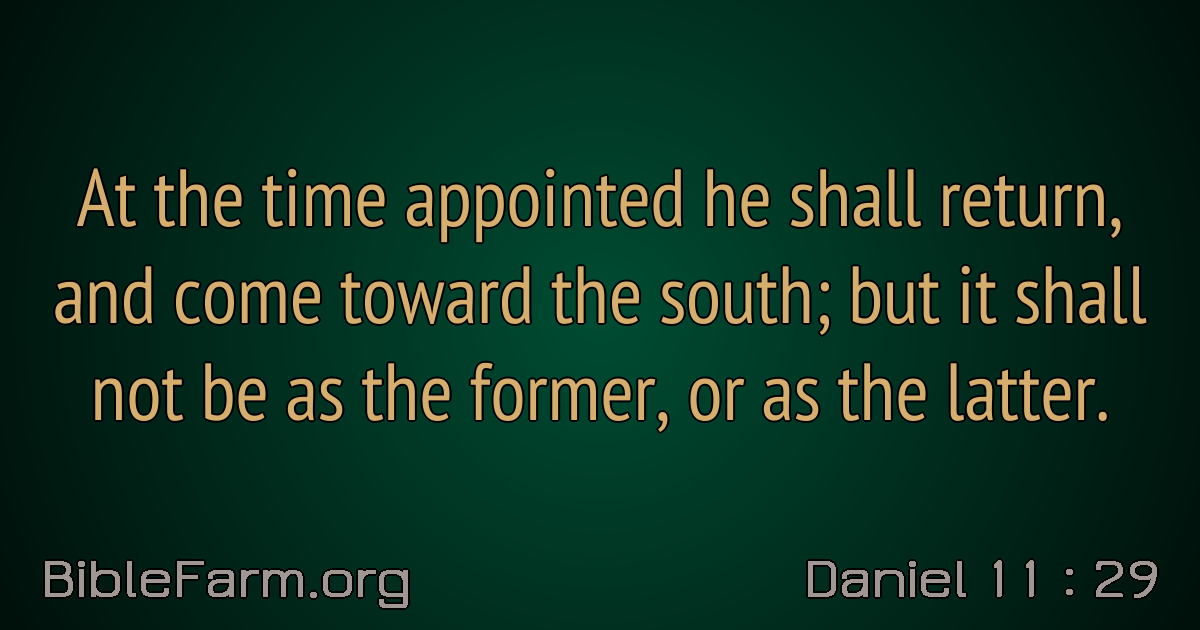 At the time appointed he shall return,
and come toward the south; but it shall
not be as the former, or as the latter.
BibleFarm.org
Daniel 11 : 29